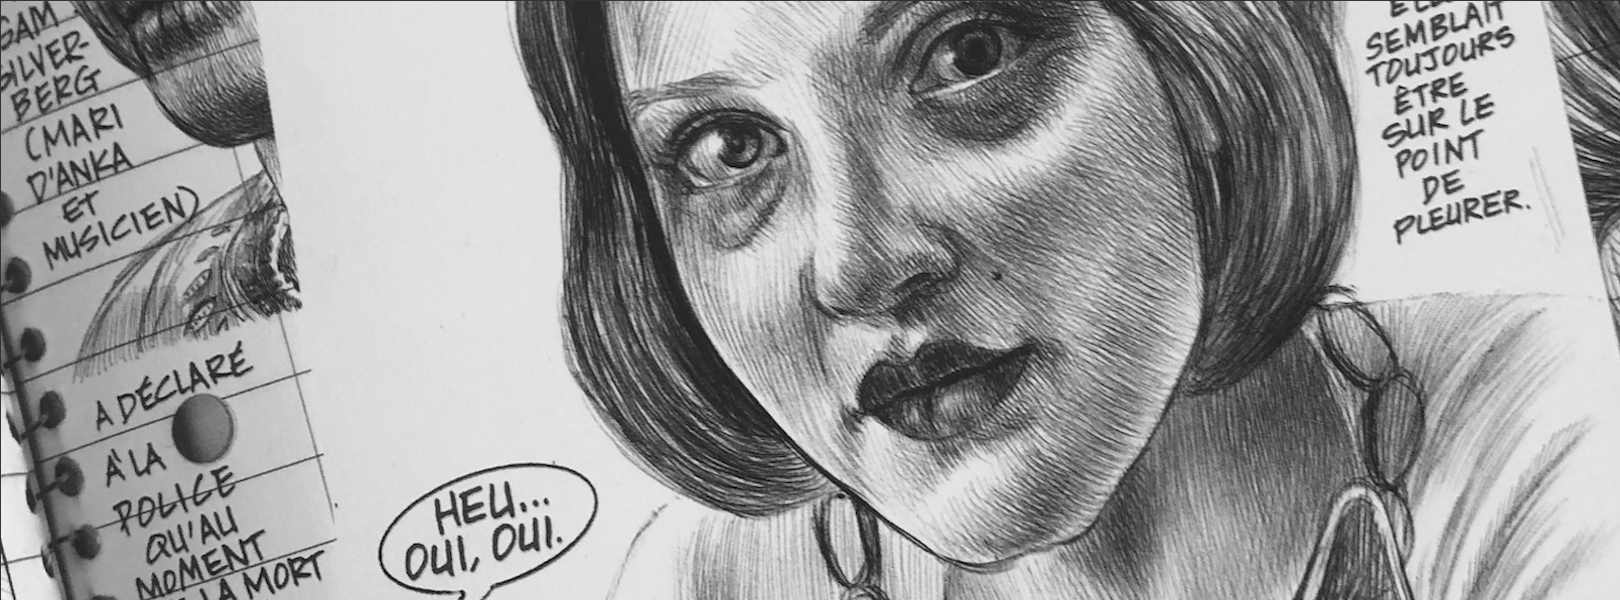 SAM
SILVER-
BERG
(MARI
D'ANKA
ET
MUSICIEN)
A DÉCLARÉ
À LA
POLICE
QU'AU
MOMENT
LA MORT
HEU...
OUI, OUI.
SEMBLAIT
TOUJOURS
ÊTRE
SUR LE
POINT
DE
PLEURER.